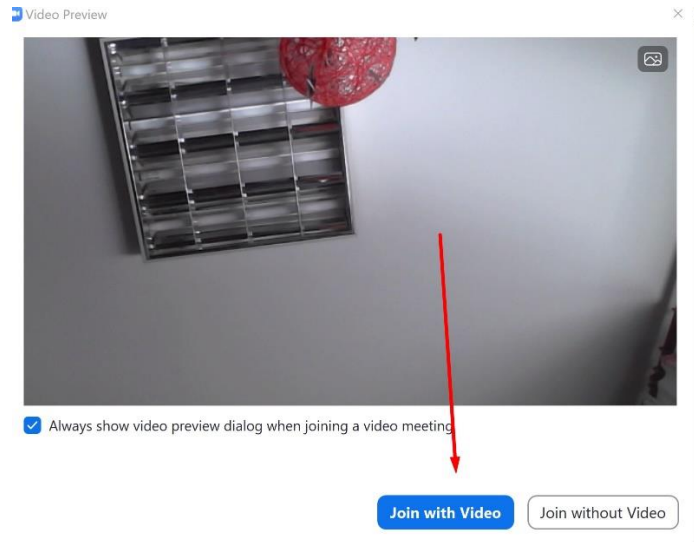 Video Preview
Always show video preview dialog when joining a video meeting
Join with Video
Join without Video